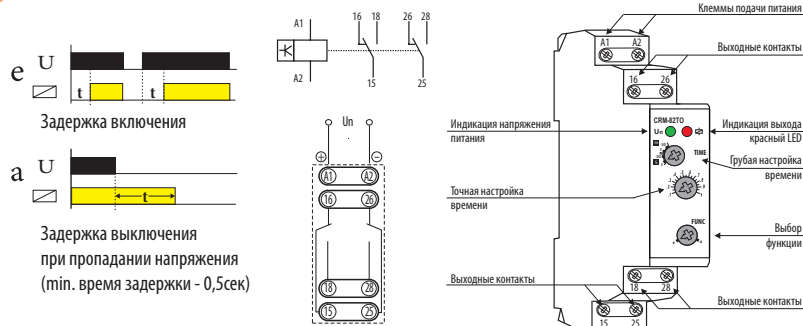 e
U
t
t
Задержка включения
a
U
t
Задержка выключения
при пропадании напряжения
(min. время задержки - 0,5сек)
A1
16 18
26 28
A2
15
25
Un
+
-
A1
A2
16
26
18
28
15
25
Клеммы подачи питания
A1
A2
Выходные контакты
16
26
CRM-82TO
Индикация напряжения
питания
Un
Индикация выхода
красный LED
TIME
Грубая настройка
времени
Точная настройка
времени
FUNC
Выбор
функции
Выходные контакты
18
28
Выходные контакты
15
25